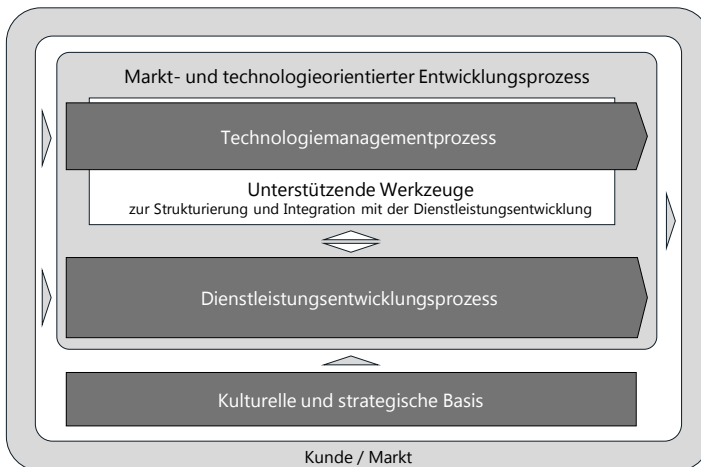 Markt- und technologieorientierter Entwicklungsprozess
Technologiemanagementprozess
Unterstützende Werkzeuge
zur Strukturierung und Integration mit der Dienstleistungsentwicklung
Dienstleistungsentwicklungsprozess
Kulturelle und strategische Basis
Kunde / Markt